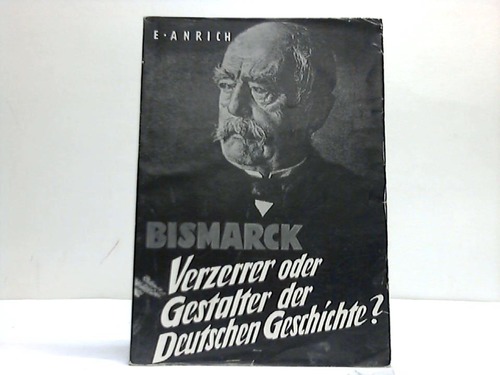 E·ANRICH
BISMARCK
Verzerrer oder
Gestalter der
Deutschen Geschichte?